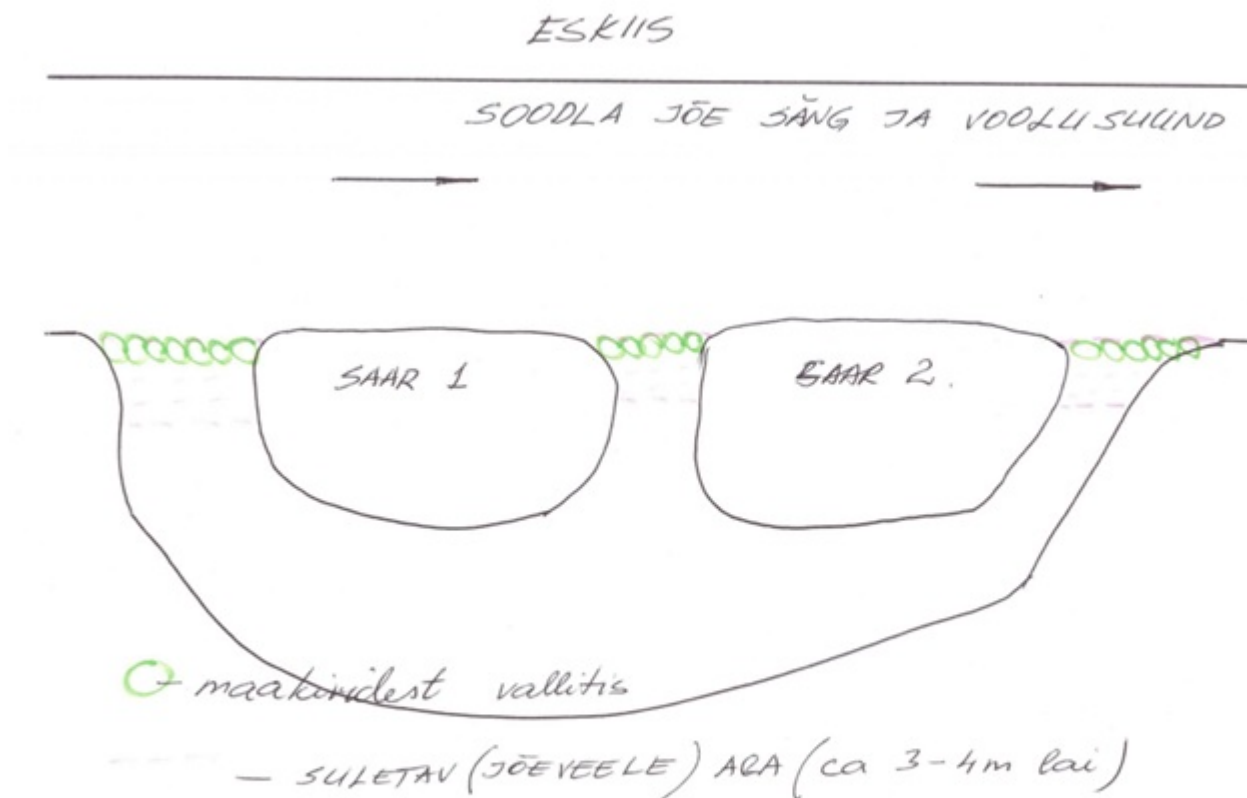 ESKIIS
SOODLA JÕE SÄNG JA VOOLUSUUND
SAAR 1
SAAR 2.
– maakividest vallitis
– SULETAV (JÕEVEELE) ALA (ca 3-4m lai)